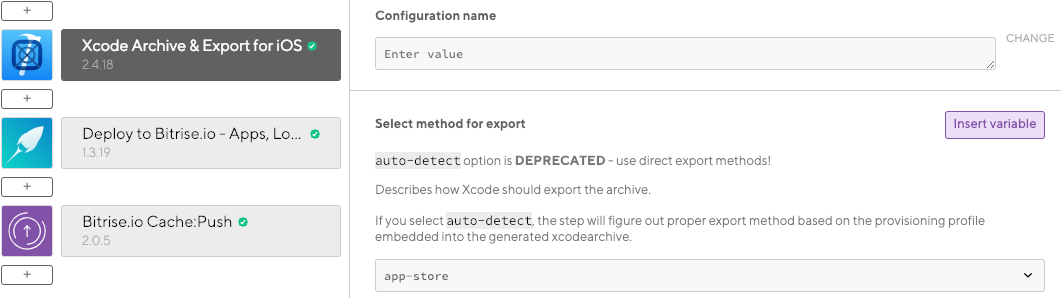 +
Xcode Archive & Export for iOS
2.4.18
+
Deploy to Bitrise.io - Apps, Lo...
1.3.19
+
Bitrise.io Cache:Push
2.0.5
+
Configuration name
Enter value
CHANGE
Select method for export
Insert variable
auto-detect option is DEPRECATED - use direct export methods!
Describes how Xcode should export the archive.
If you select auto-detect, the step will figure out proper export method based on the provisioning profile
embedded into the generated xcodearchive.
app-store